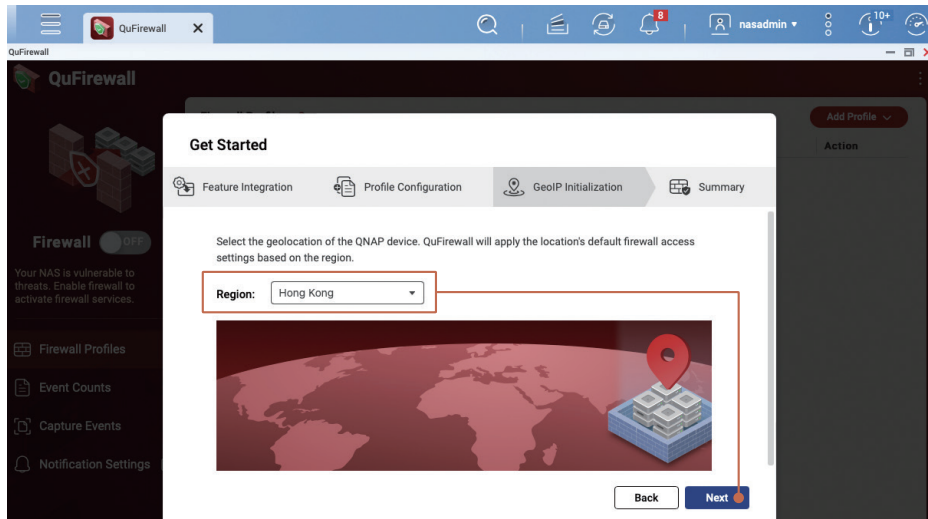 QuFirewall
8
nasadmin
10+
QuFirewall
QuFirewall
Add Profile
Action
Get Started
Feature Integration
Profile Configuration
GeoIP Initialization
Summary
Firewall OFF
Your NAS is vulnerable to
threats. Enable firewall to
activate firewall services.
Firewall Profiles
Event Counts
Capture Events
Notification Settings
Select the geolocation of the QNAP device. QuFirewall will apply the location's default firewall access
settings based on the region.
Region: Hong Kong
Back
Next